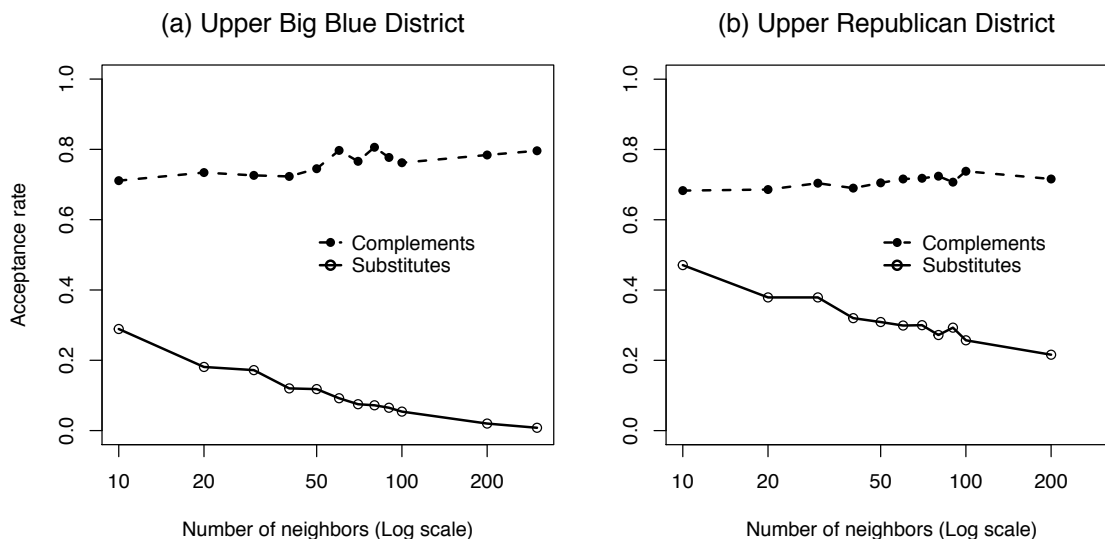 (a) Upper Big Blue District
Acceptance rate
1.0
0.8
0.6
0.4
0.2
0.0
Complements
Substitutes
10 20 50 100 200
Number of neighbors (Log scale)
(b) Upper Republican District
1.0
0.8
0.6
0.4
0.2
0.0
Complements
Substitutes
10 20 50 100 200
Number of neighbors (Log scale)